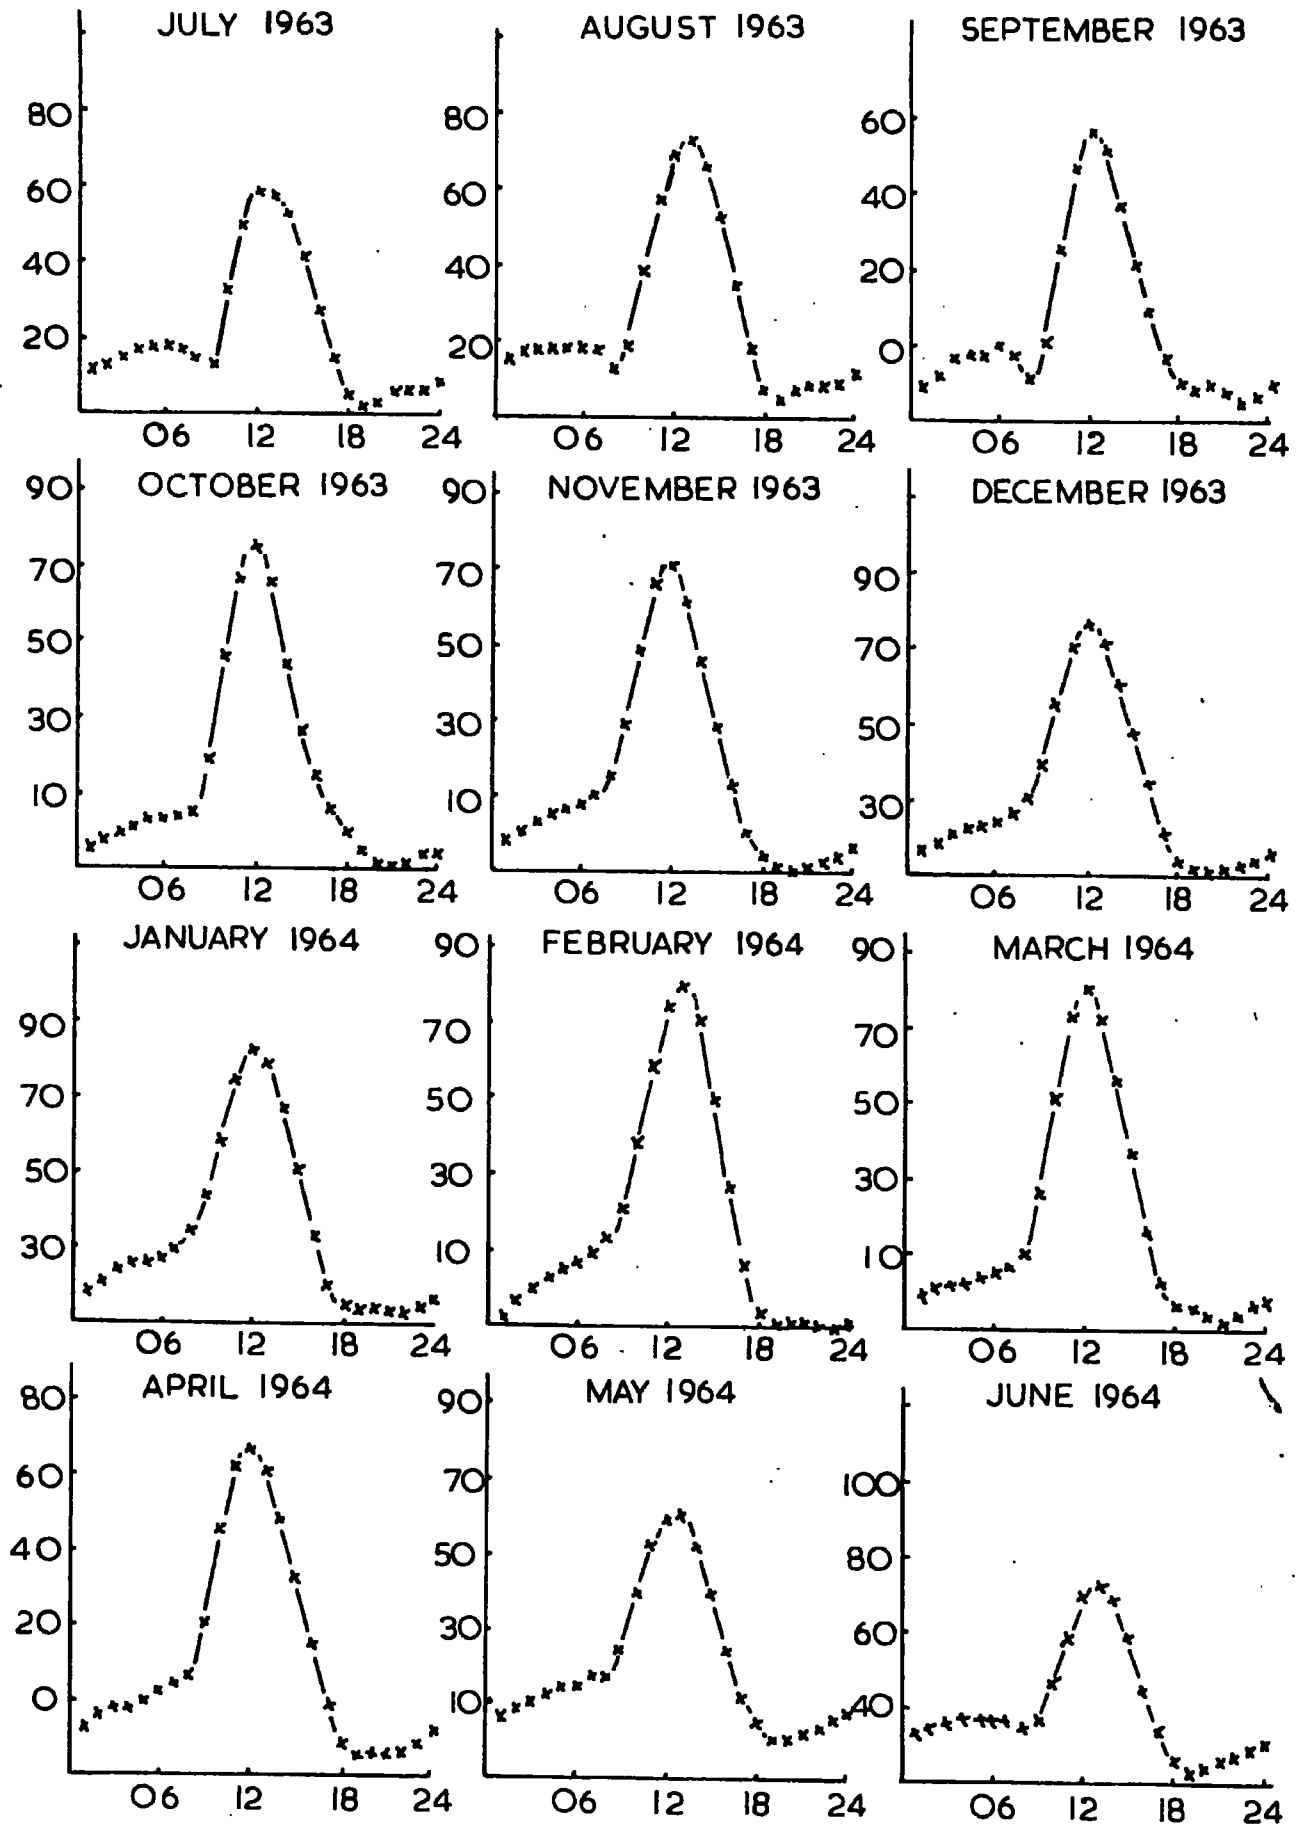 JULY 1963
80
60
40
20
06 12 18 24
AUGUST 1963
80
60
40
20
06 12 18 24
SEPTEMBER 1963
60
40
20
0
06 12 18 24
OCTOBER 1963
90
70
50
30
10
06 12 18 24
NOVEMBER 1963
90
70
50
30
10
06 12 18 24
DECEMBER 1963
90
70
50
30
06 12 18 24
JANUARY 1964
90
70
50
30
06 12 18 24
FEBRUARY 1964
90
70
50
30
10
06 12 18 24
MARCH 1964
90
70
50
30
10
06 12 18 24
APRIL 1964
80
60
40
20
0
06 12 18 24
MAY 1964
90
70
50
30
10
06 12 18 24
JUNE 1964
100
80
60
40
06 12 18 24